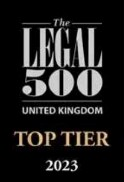 The
LEGAL
500
UNITED KINGDOM
TOP TIER
2023